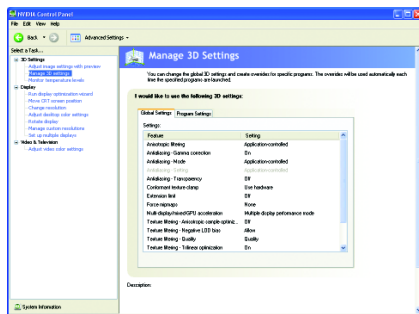 NVIDIA Control Panel
File Edit View Help
Back
Advanced Settings
Select a Task...
3D Settings
Adjust image settings with preview
Manage 3D settings
Monitor temperature levels
Display
Run display optimization wizard
Move CRT screen position
Change resolution
Adjust desktop color settings
Rotate display
Manage custom resolutions
Set up multiple displays
Video & Television
Adjust video color settings
System Information
Manage 3D Settings
You can change the global 3D settings and create overrides for specific programs. The overrides will be used automatically each
time the specified programs are launched.
I would like to use the following 3D settings:
Global Settings Program Settings
Settings:
Feature Setting
Anisotropic filtering Application-controlled
Antialiasing - Gamma correction On
Antialiasing - Mode Application-controlled
Antialiasing - Setting Application-controlled
Antialiasing - Transparency Off
Conformant texture clamp Use hardware
Extension limit Off
Force mipmaps None
Multi-display/mixed-GPU acceleration Multiple display performance mode
Texture filtering - Anisotropic sample optimiz... Off
Texture filtering - Negative LOD bias Allow
Texture filtering - Quality Quality
Texture filtering - Trilinear optimization On
Description: